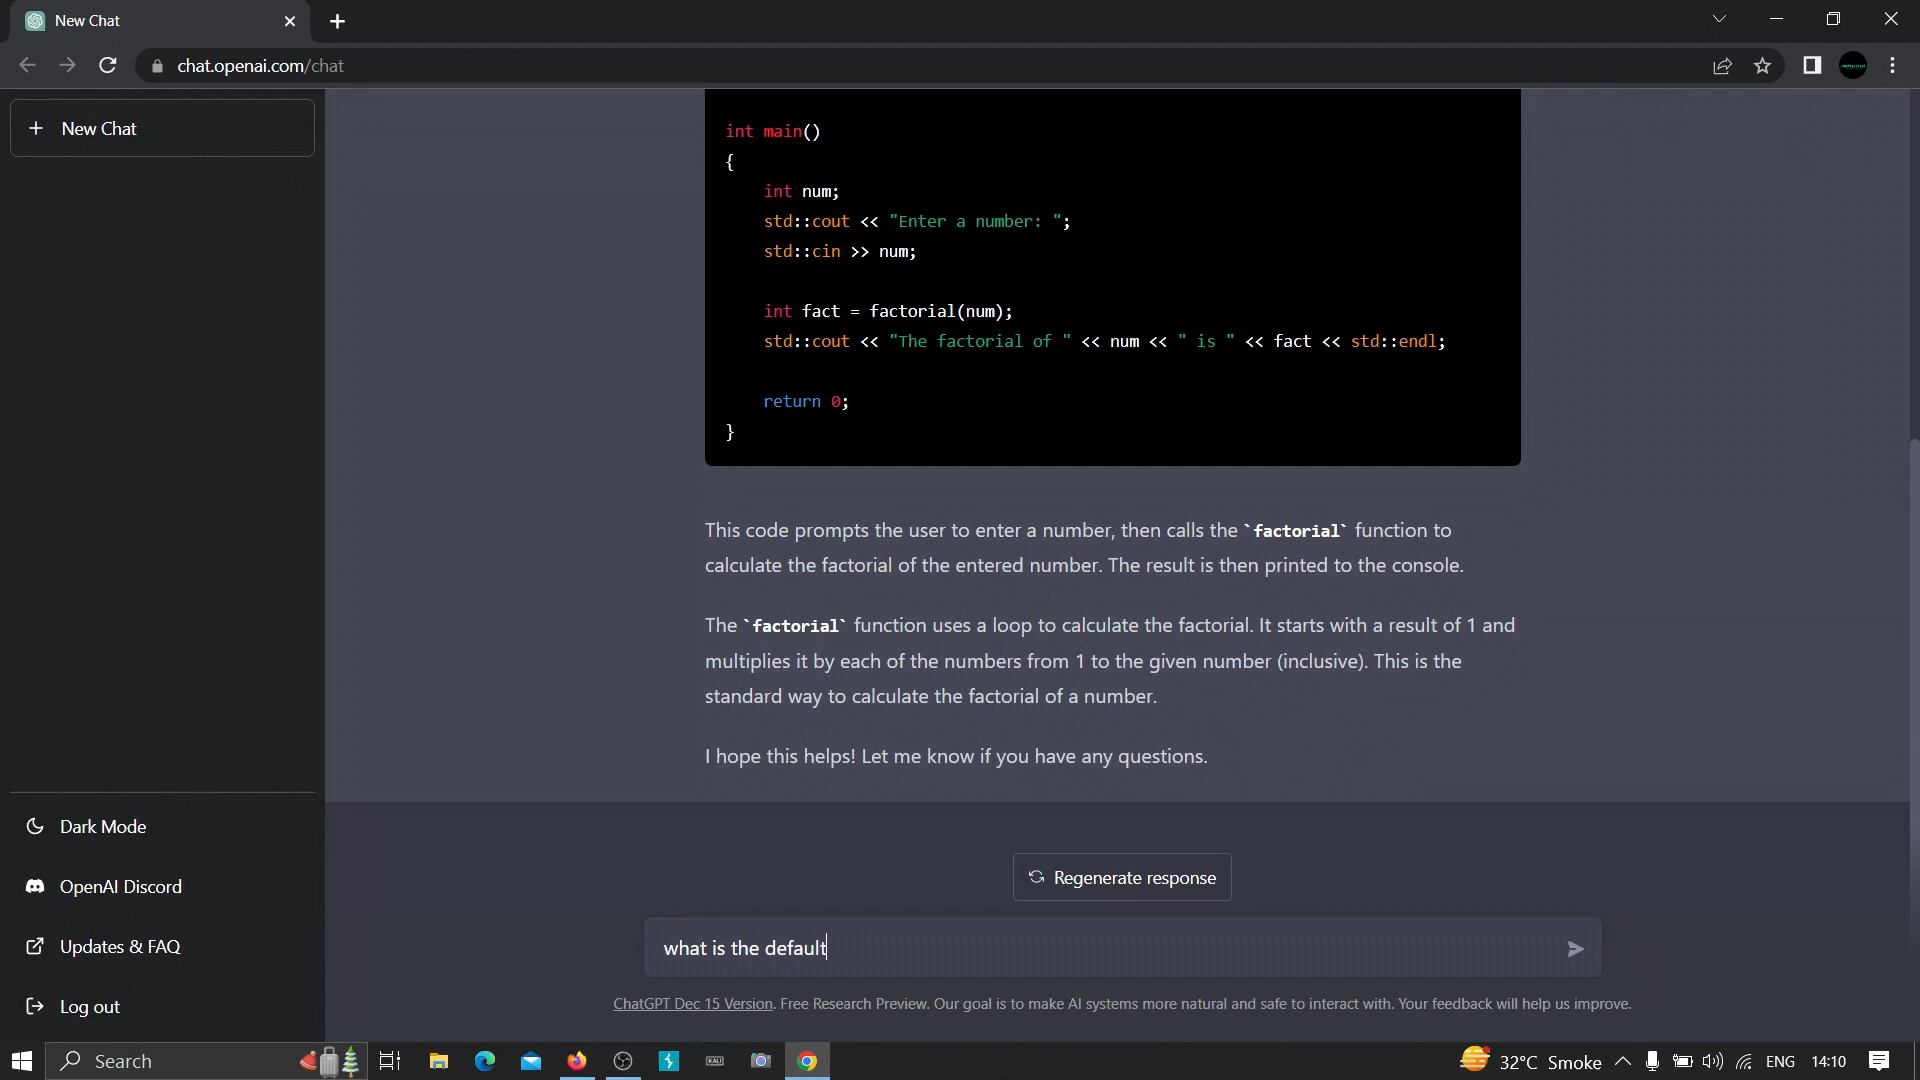 New Chat
chat.openai.com/chat
New Chat
int main()
{
int num;
std::cout << "Enter a number: ";
std::cin >> num;
int fact = factorial(num);
std::cout << "The factorial of " << num << " is " << fact << std::endl;
return 0;
}
This code prompts the user to enter a number, then calls the `factorial` function to
calculate the factorial of the entered number. The result is then printed to the console.
The `factorial` function uses a loop to calculate the factorial. It starts with a result of 1 and
multiplies it by each of the numbers from 1 to the given number (inclusive). This is the
standard way to calculate the factorial of a number.
I hope this helps! Let me know if you have any questions.
Dark Mode
OpenAI Discord
Updates & FAQ
Log out
Regenerate response
what is the default
ChatGPT Dec 15 Version. Free Research Preview. Our goal is to make AI systems more natural and safe to interact with. Your feedback will help us improve.
Search
KALI
32°C Smoke
ENG
14:10